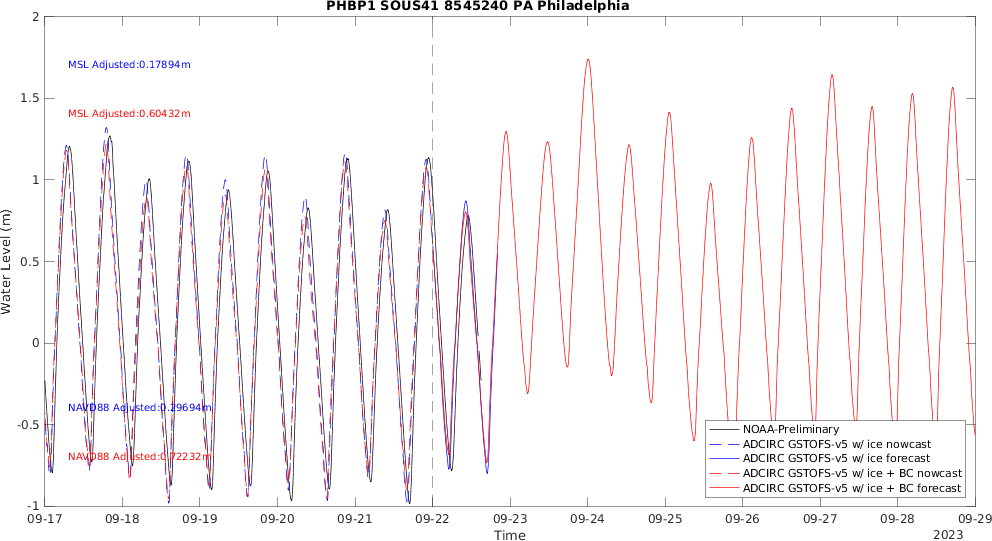 PHBP1 SOUS41 8545240 PA Philadelphia
2
MSL Adjusted:0.17894m
1.5
MSL Adjusted:0.60432m
1
Water Level (m)
0.5
0
NAVD88 Adjusted:0.29694m
-0.5
NAVD88 Adjusted:0.72232m
NOAA-Preliminary
ADCIRC GSTOFS-v5 w/ ice nowcast
ADCIRC GSTOFS-v5 w/ ice forecast
ADCIRC GSTOFS-v5 w/ ice + BC nowcast
ADCIRC GSTOFS-v5 w/ ice + BC forecast
-1
09-17 09-18 09-19 09-20 09-21 09-22 09-23 09-24 09-25 09-26 09-27 09-28 09-29
Time
2023